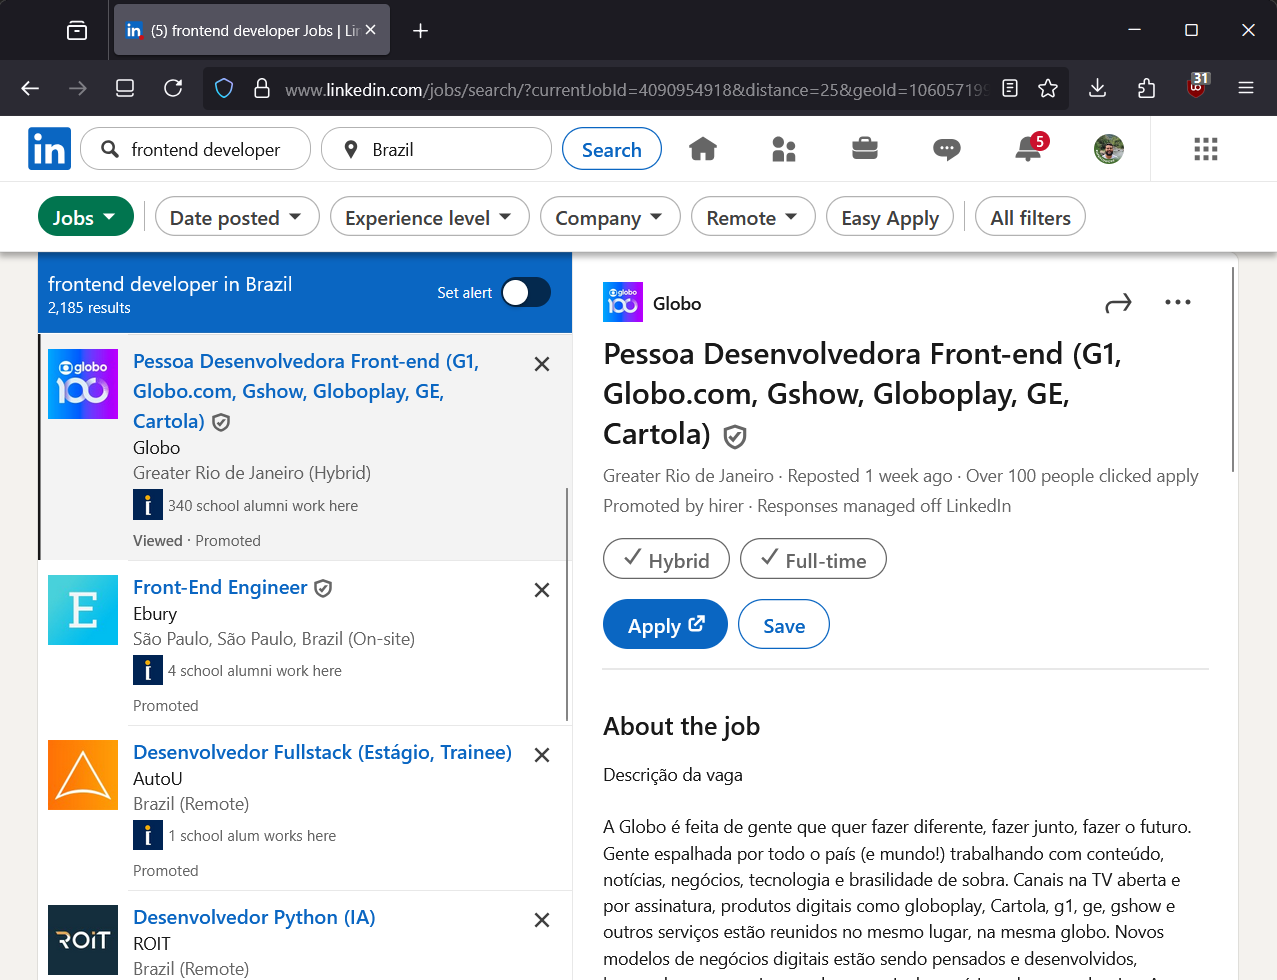 (5) frontend developer Jobs | Lin
www.linkedin.com/jobs/search/?currentJobId=4090954918&distance=25&geoId=106057199
31
in
frontend developer
Brazil
Search
5
Jobs
Date posted
Experience level
Company
Remote
Easy Apply
All filters
frontend developer in Brazil
2,185 results
Set alert
globo
100
Pessoa Desenvolvedora Front-end (G1,
Globo.com, Gshow, Globoplay, GE,
Cartola)
Globo
Greater Rio de Janeiro (Hybrid)
340 school alumni work here
Viewed · Promoted
E
Front-End Engineer
Ebury
São Paulo, São Paulo, Brazil (On-site)
4 school alumni work here
Promoted
Desenvolvedor Fullstack (Estágio, Trainee)
AutoU
Brazil (Remote)
1 school alum works here
Promoted
ROIT
Desenvolvedor Python (IA)
ROIT
Brazil (Remote)
globo
100
Globo
Pessoa Desenvolvedora Front-end (G1,
Globo.com, Gshow, Globoplay, GE,
Cartola)
Greater Rio de Janeiro · Reposted 1 week ago · Over 100 people clicked apply
Promoted by hirer · Responses managed off LinkedIn
Hybrid
Full-time
Apply
Save
About the job
Descrição da vaga
A Globo é feita de gente que quer fazer diferente, fazer junto, fazer o futuro.
Gente espalhada por todo o país (e mundo!) trabalhando com conteúdo,
notícias, negócios, tecnologia e brasilidade de sobra. Canais na TV aberta e
por assinatura, produtos digitais como globoplay, Cartola, g1, ge, gshow e
outros serviços estão reunidos no mesmo lugar, na mesma globo. Novos
modelos de negócios digitais estão sendo pensados e desenvolvidos,